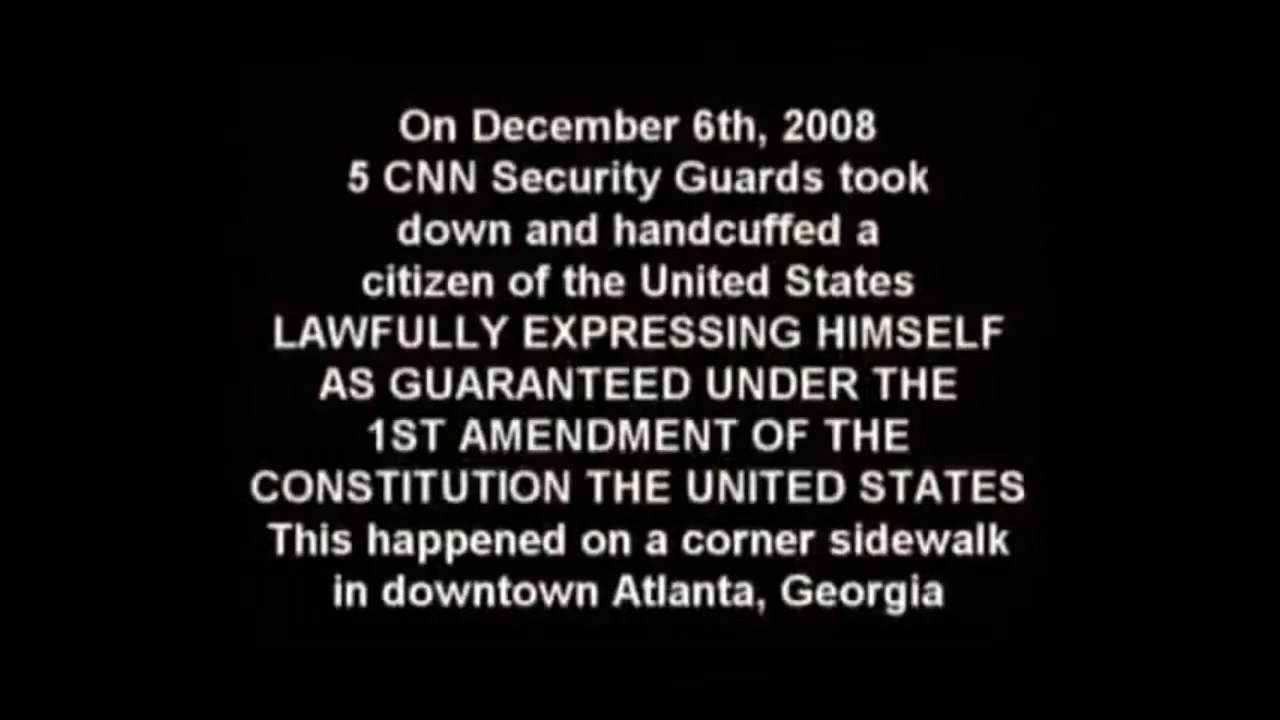 On December 6th, 2008
5 CNN Security Guards took
down and handcuffed a
citizen of the United States
LAWFULLY EXPRESSING HIMSELF
AS GUARANTEED UNDER THE
1ST AMENDMENT OF THE
CONSTITUTION THE UNITED STATES
This happened on a corner sidewalk
in downtown Atlanta, Georgia